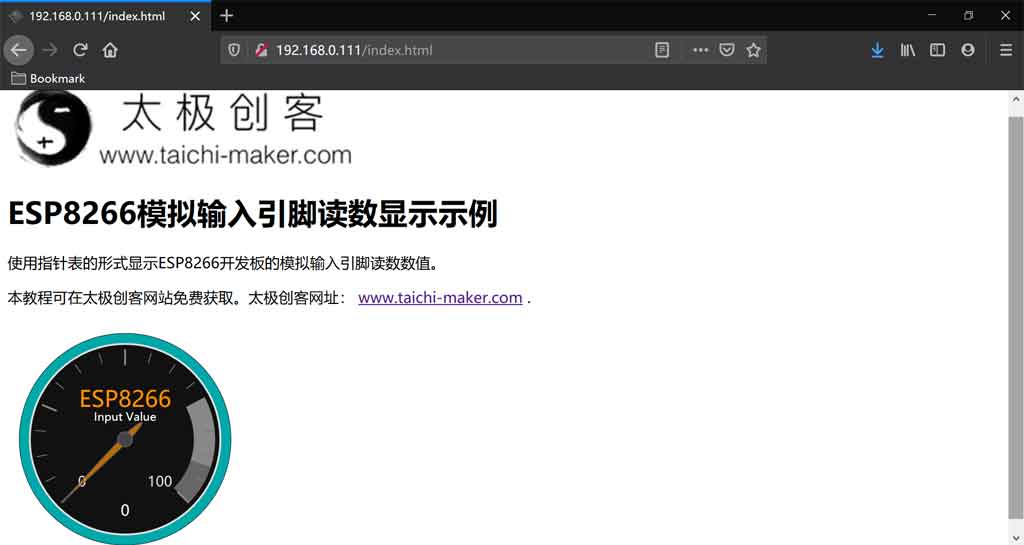 192.168.0.111/index.html
192.168.0.111/index.html
Bookmark
太极创客
www.taichi-maker.com
ESP8266模拟输入引脚读数显示示例
使用指针表的形式显示ESP8266开发板的模拟输入引脚读数数值。
本教程可在太极创客网站免费获取。太极创客网址： www.taichi-maker.com .
ESP8266
Input Value
0 100
0